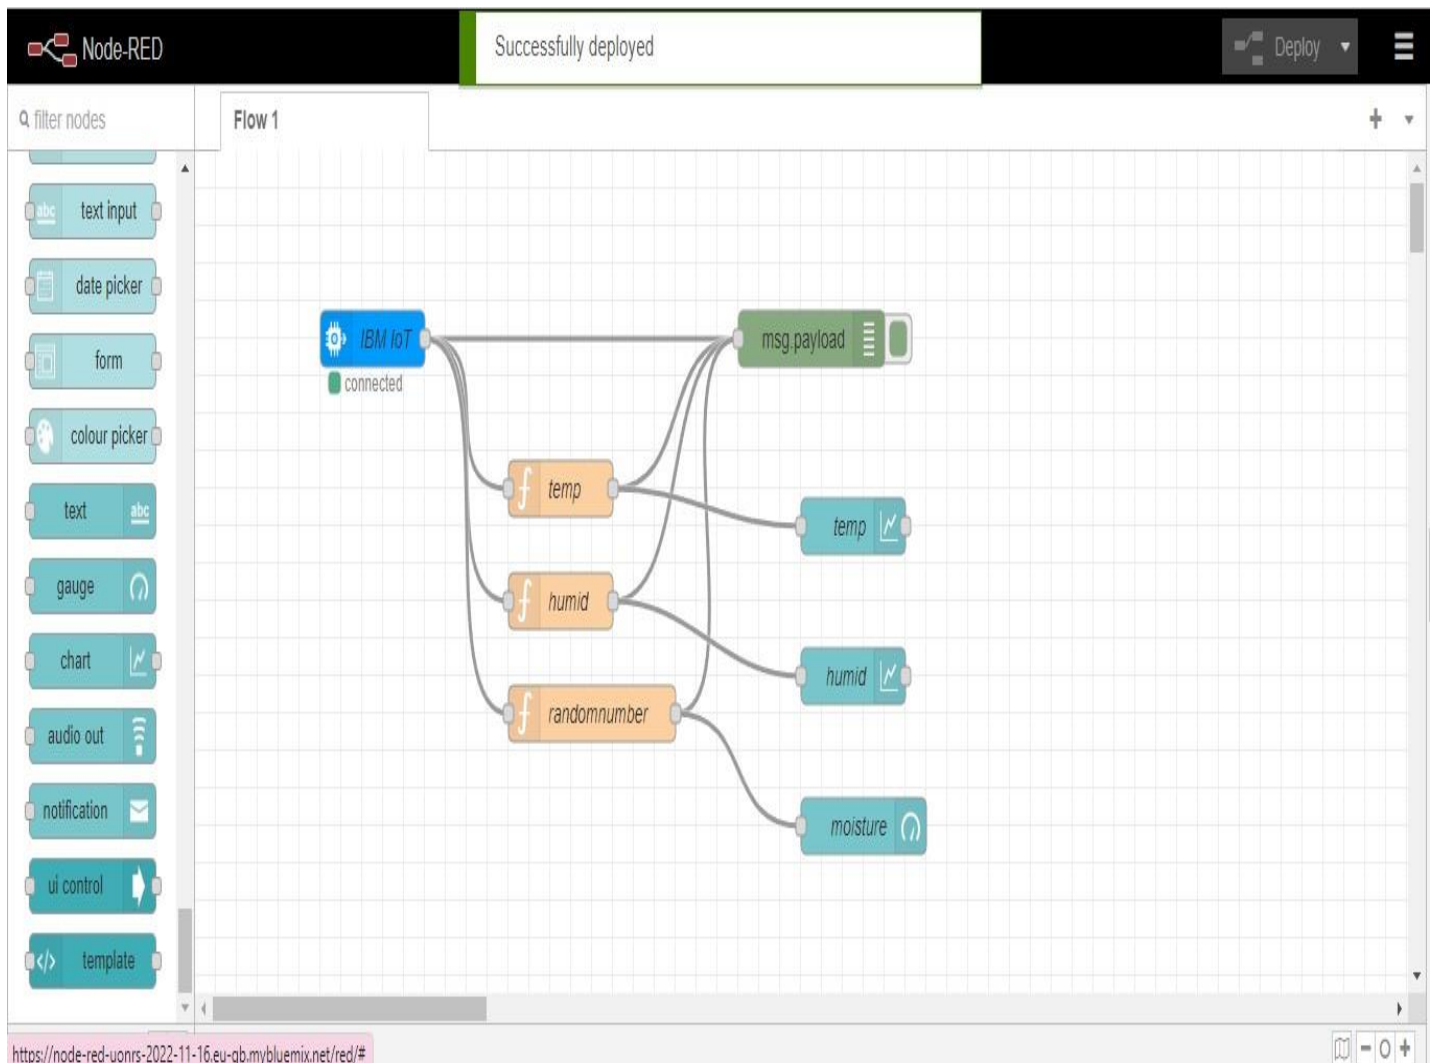 Node-RED
Successfully deployed
Deploy
filter nodes
Flow 1
abc text input
date picker
form
colour picker
text abc
gauge
chart
audio out
notification
ui control
</> template
IBM IoT
connected
msg.payload
temp
temp
humid
humid
randomnumber
moisture
https://node-red-uonrs-2022-11-16.eu-gb.mybluemix.net/red/#